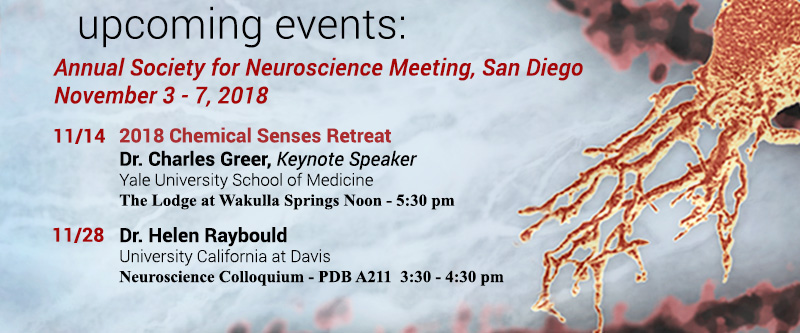 upcoming events:
Annual Society for Neuroscience Meeting, San Diego
November 3 - 7, 2018
11/14 2018 Chemical Senses Retreat
Dr. Charles Greer, Keynote Speaker
Yale University School of Medicine
The Lodge at Wakulla Springs Noon - 5:30 pm
11/28 Dr. Helen Raybould
University California at Davis
Neuroscience Colloquium - PDB A211 3:30 - 4:30 pm